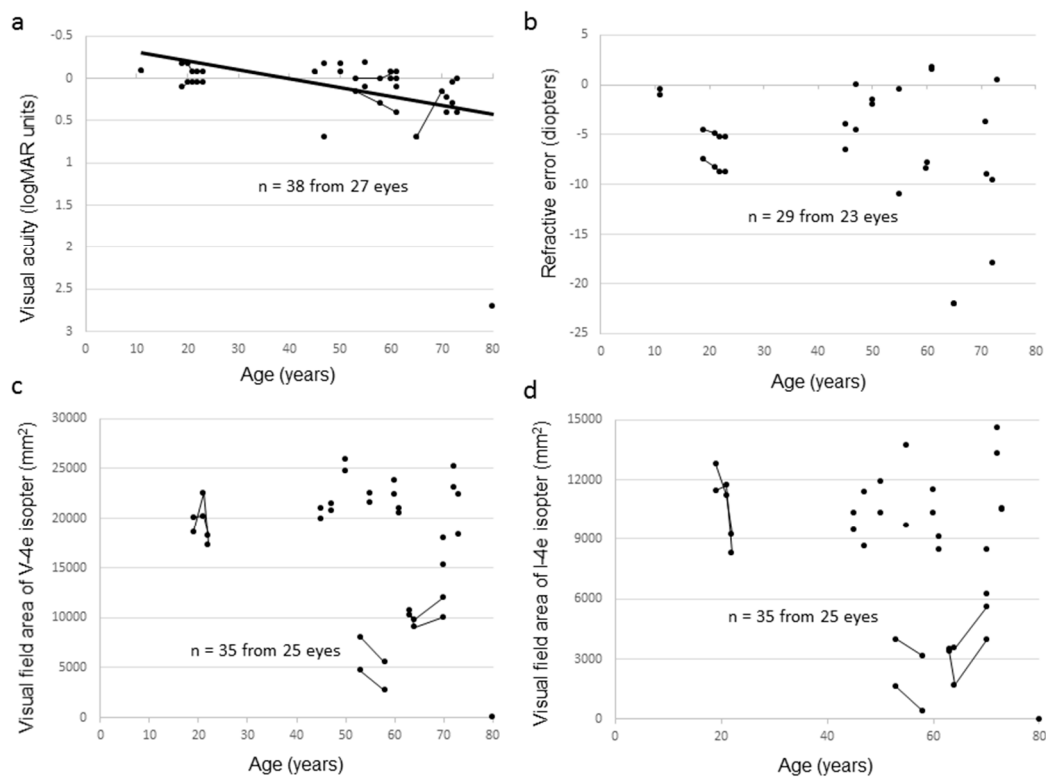 a
Visual acuity (logMAR units)
-0.5
0
0.5
1
1.5
2
2.5
3
n = 38 from 27 eyes
0 10 20 30 40 50 60 70 80
Age (years)
b
Refractive error (diopters)
5
0
-5
-10
-15
-20
-25
n = 29 from 23 eyes
0 10 20 30 40 50 60 70 80
Age (years)
c
Visual field area of V-4e isopter (mm²)
30000
25000
20000
15000
10000
5000
0
n = 35 from 25 eyes
0 10 20 30 40 50 60 70 80
Age (years)
d
Visual field area of I-4e isopter (mm²)
15000
12000
9000
6000
3000
0
n = 35 from 25 eyes
0 10 20 30 40 50 60 70 80
Age (years)